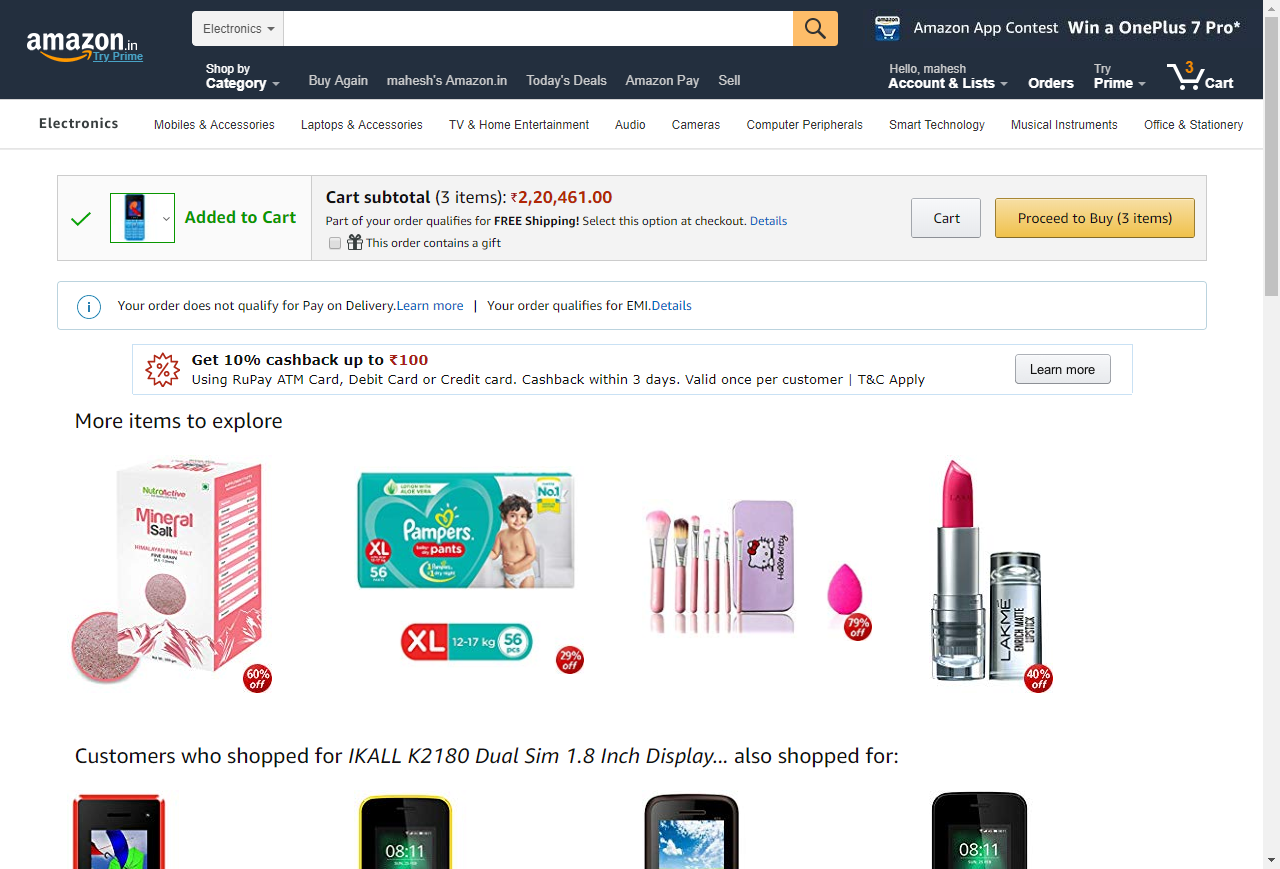 amazon.in
Try Prime
Electronics
amazon
Amazon App Contest Win a OnePlus 7 Pro*
Shop by
Category
Buy Again mahesh's Amazon.in Today's Deals Amazon Pay Sell
Hello, mahesh
Account & Lists
Orders
Try
Prime
3
Cart
Electronics Mobiles & Accessories Laptops & Accessories TV & Home Entertainment Audio Cameras Computer Peripherals Smart Technology Musical Instruments Office & Stationery
Added to Cart
Cart subtotal (3 items): ₹2,20,461.00
Part of your order qualifies for FREE Shipping! Select this option at checkout. Details
This order contains a gift
Cart
Proceed to Buy (3 items)
Your order does not qualify for Pay on Delivery.Learn more | Your order qualifies for EMI.Details
Get 10% cashback up to ₹100
Using RuPay ATM Card, Debit Card or Credit card. Cashback within 3 days. Valid once per customer | T&C Apply
Learn more
More items to explore
NutroActive
Mineral
Salt
HIMALAYAN PINK SALT
FINE GRAIN
60%
off
LOTION WITH
ALOE VERA
No.1
Pampers
baby dry pants
XL
56
XL 12-17 kg 56
pcs
29%
off
Hello Kitty
79%
off
LAKMÉ
ENRICH MATTE
LIPSTICK
40%
off
Customers who shopped for IKALL K2180 Dual Sim 1.8 Inch Display... also shopped for:
08:11
SUN, 25 FEB
08:11
SUN, 25 FEB